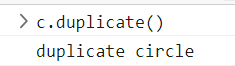 > c.duplicate()
duplicate circle